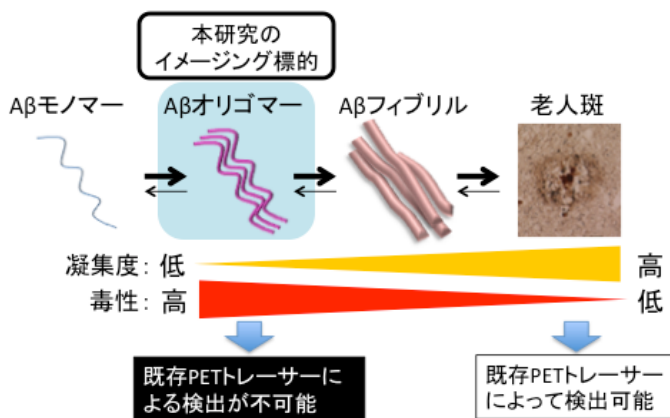 本研究の
イメージング標的
Aβモノマー
Aβオリゴマー
Aβフィブリル
老人斑
凝集度：低
高
毒性：高
低
既存PETトレーサーに
よる検出が不可能
既存PETトレーサー
によって検出可能